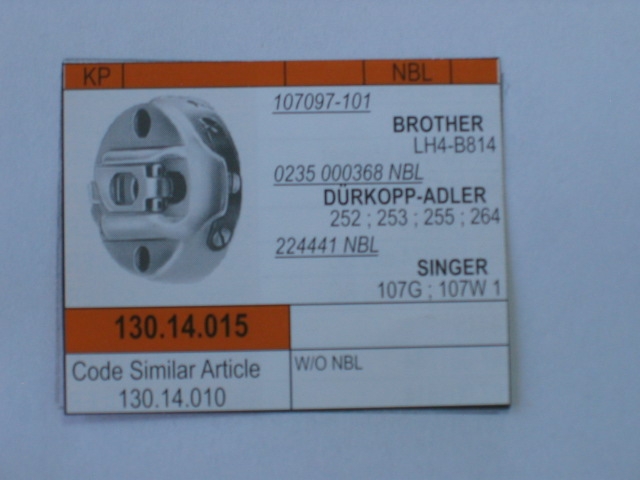 KP NBL
107097-101
BROTHER
LH4-B814
0235 000368 NBL
DÜRKOPP-ADLER
252 ; 253 ; 255 ; 264
224441 NBL
SINGER
107G ; 107W 1
130.14.015
Code Similar Article
130.14.010
W/O NBL